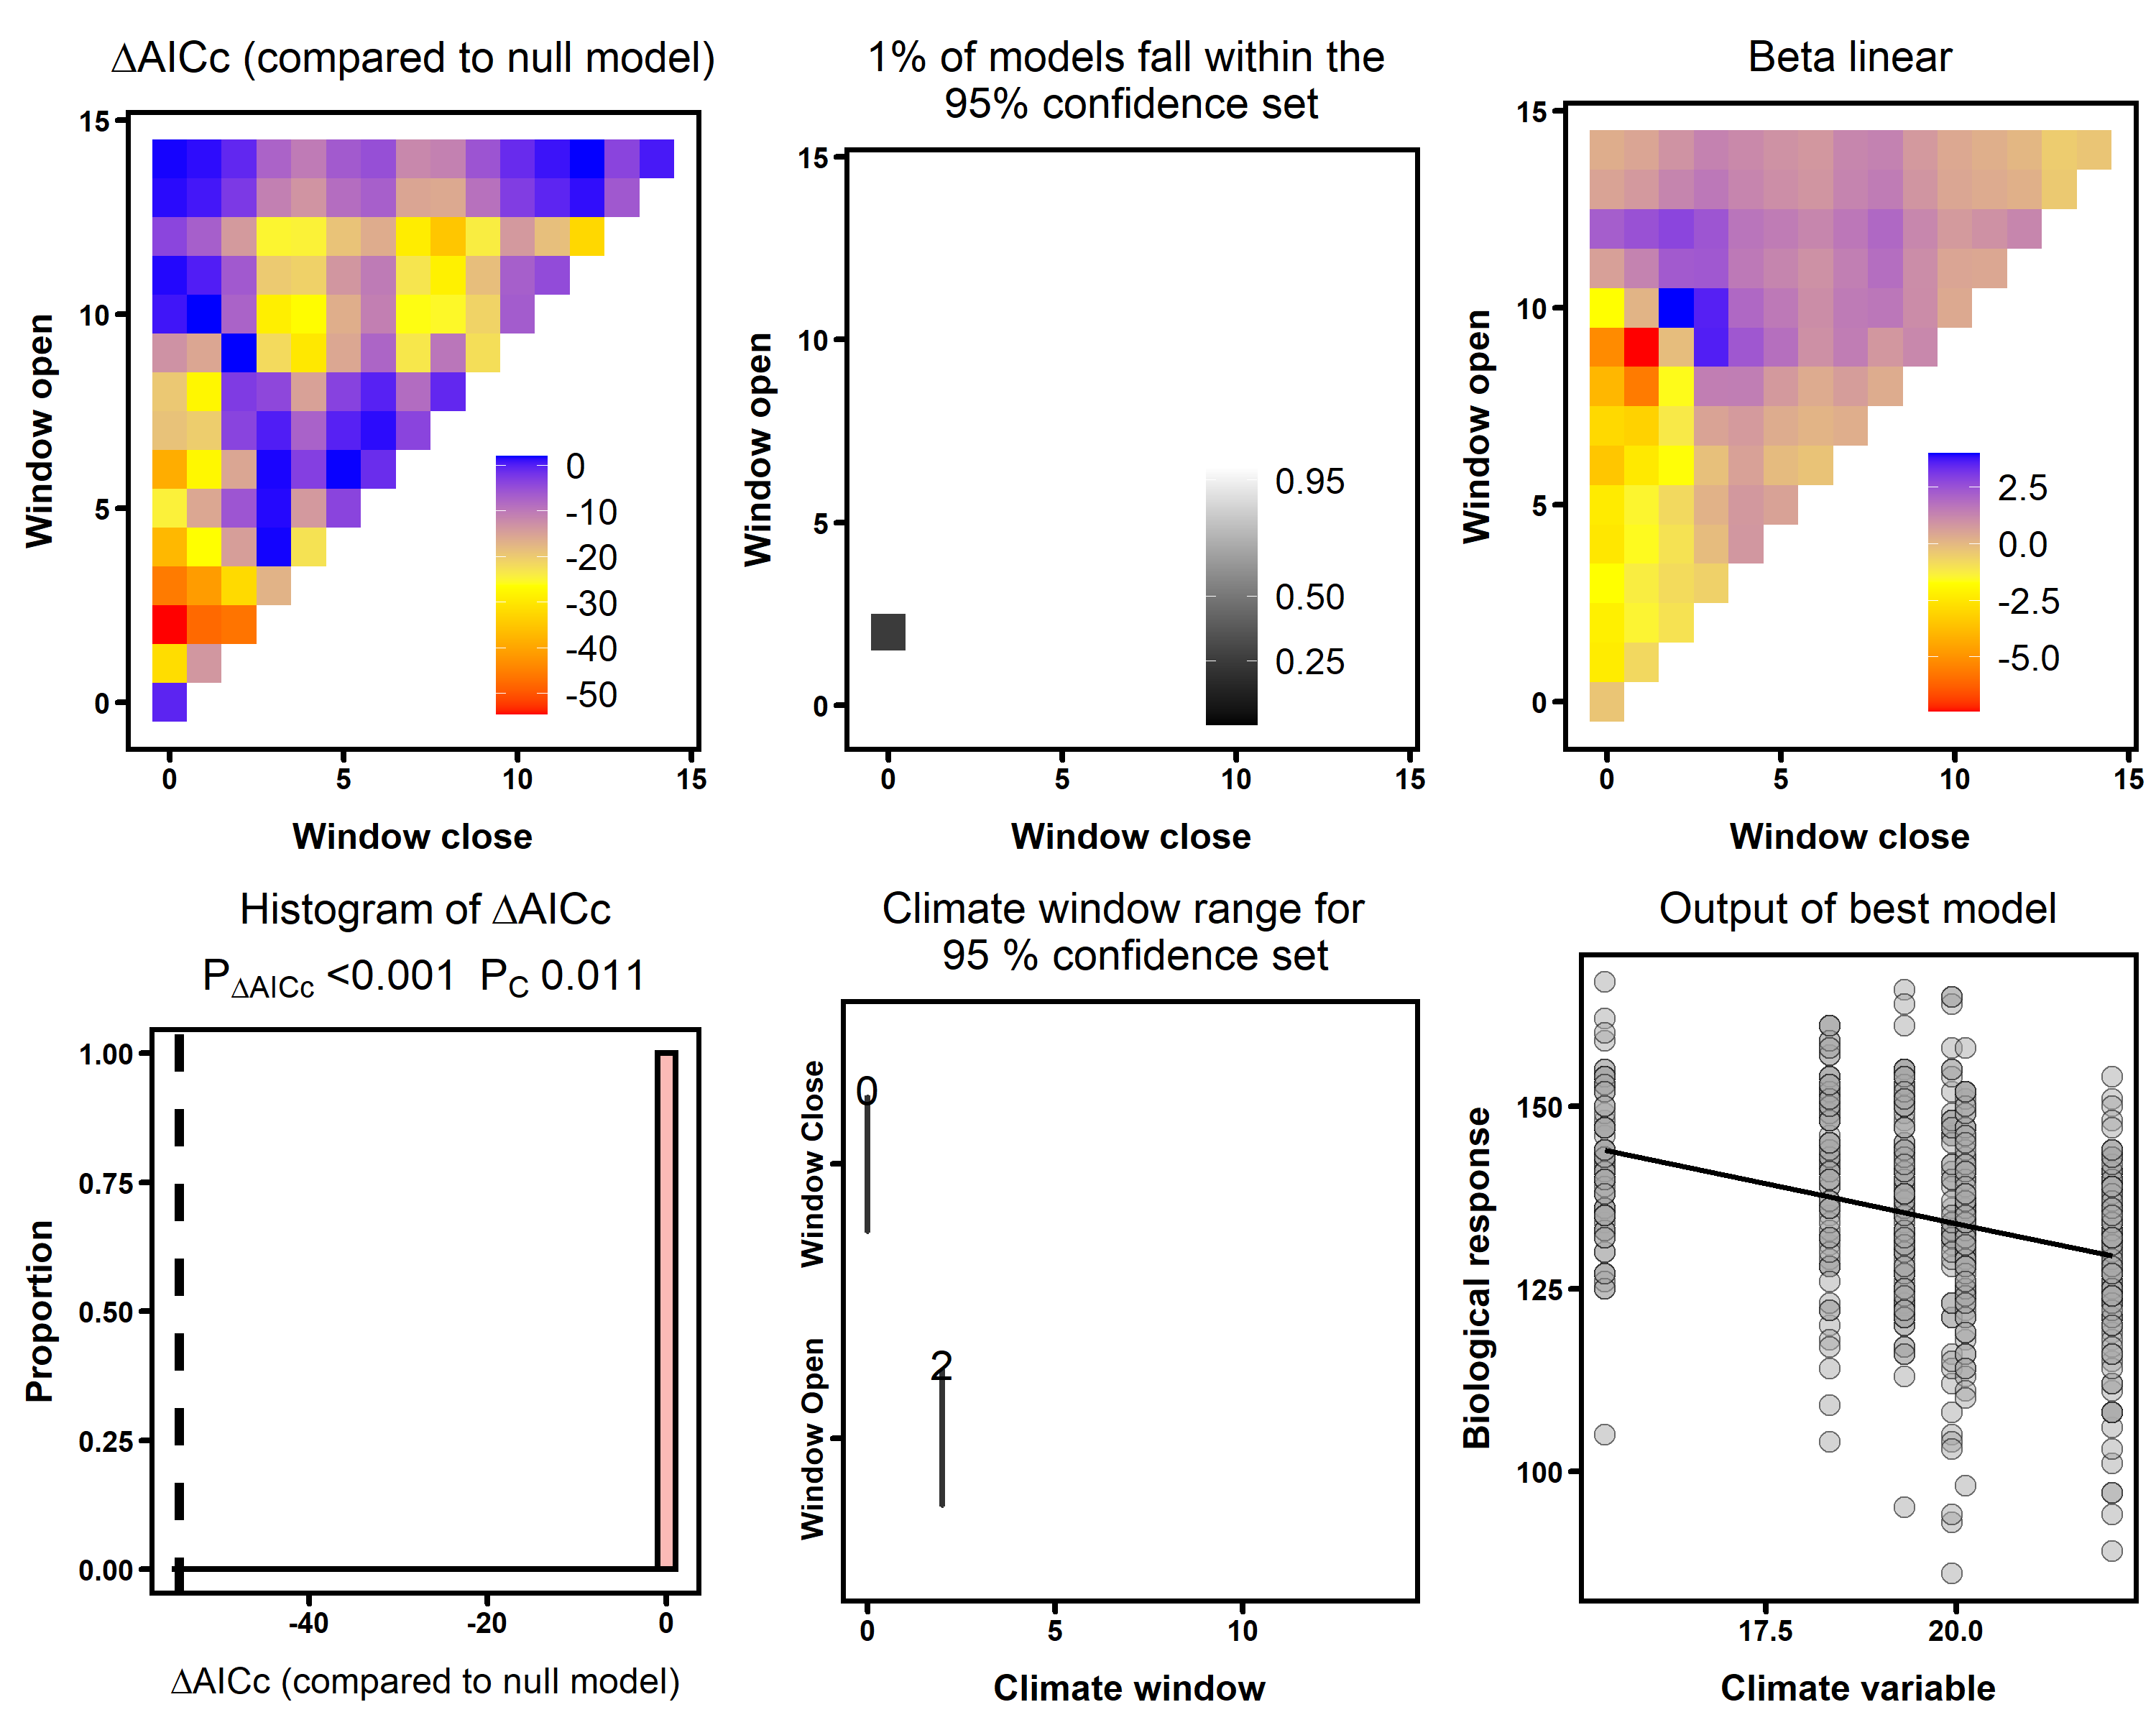 ΔAICc (compared to null model)
15
10
5
0
Window open
0
-10
-20
-30
-40
-50
0
5
10
15
Window close
1% of models fall within the
95% confidence set
15
10
5
0
Window open
0.95
0.50
0.25
0
5
10
15
Window close
Beta linear
15
10
5
0
Window open
2.5
0.0
-2.5
-5.0
0
5
10
15
Window close
Histogram of ΔAICc
PΔAICc <0.001 PC 0.011
1.00
0.75
0.50
0.25
0.00
Proportion
-40
-20
0
ΔAICc (compared to null model)
Climate window range for
95 % confidence set
Window Close
0
Window Open
2
0
5
10
Climate window
Output of best model
150
125
100
Biological response
17.5
20.0
Climate variable